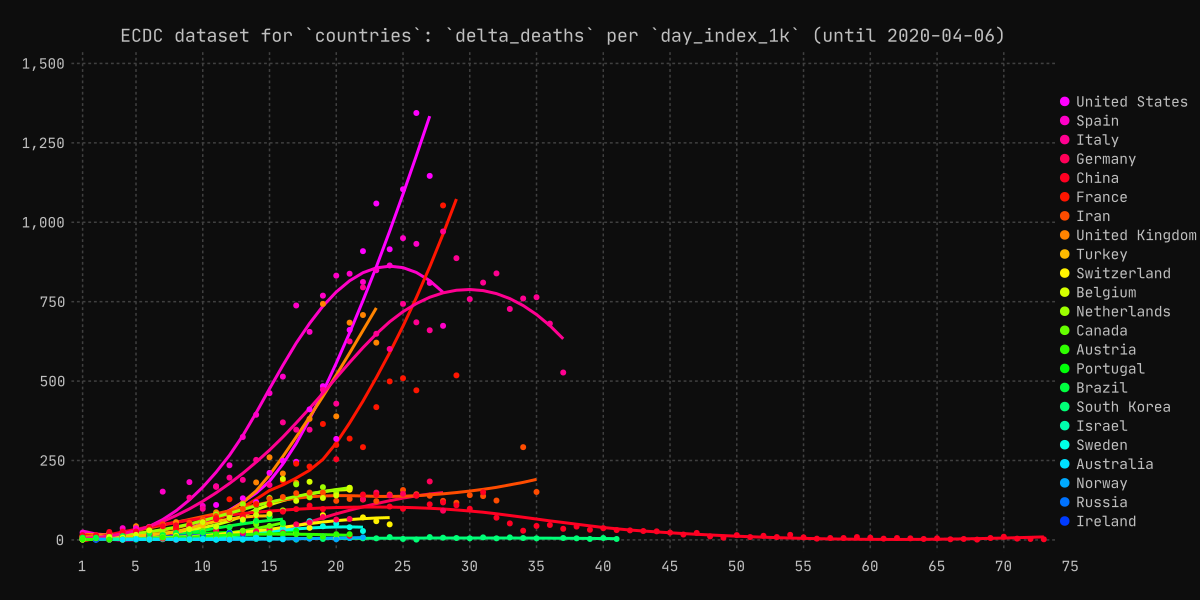 ECDC dataset for `countries`: `delta_deaths` per `day_index_1k` (until 2020-04-06)
1,500
1,250
1,000
750
500
250
0
1 5 10 15 20 25 30 35 40 45 50 55 60 65 70 75
United States
Spain
Italy
Germany
China
France
Iran
United Kingdom
Turkey
Switzerland
Belgium
Netherlands
Canada
Austria
Portugal
Brazil
South Korea
Israel
Sweden
Australia
Norway
Russia
Ireland